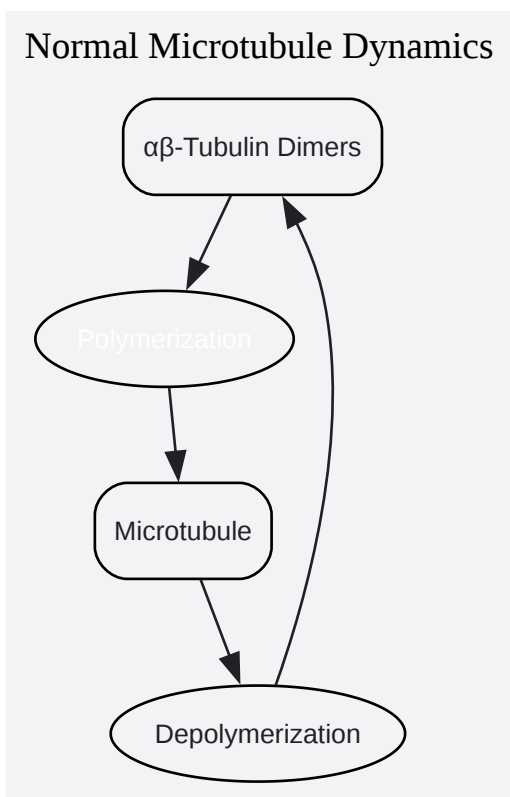 Normal Microtubule Dynamics
αβ-Tubulin Dimers
Polymerization
Microtubule
Depolymerization